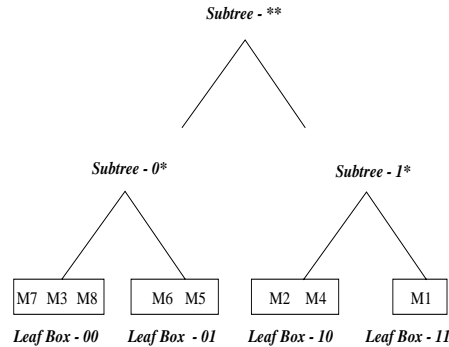 Subtree - **
Subtree - 0*
Subtree - 1*
M7 M3 M8
M6 M5
M2 M4
M1
Leaf Box - 00
Leaf Box - 01
Leaf Box - 10
Leaf Box - 11